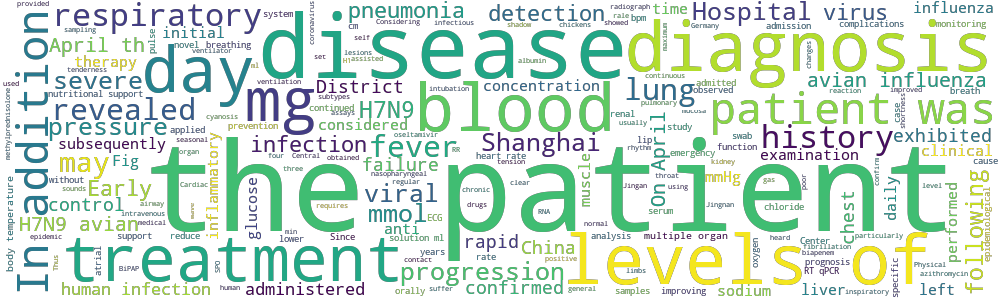 respiratory
pneumonia
detection
time
Hospital
virus
influenza
In addition
April th
initial
therapy
novel
breathing
pulse
system
coronavirus
cm
self
set
lesions
assisted
Considering
infectious
shadow
chickens
H1
albumin
radiograph
rale
bpm
showed
Germany
maximum
admission
complications
monitoring
changes
provided
sampling
tenderness
ventilator
ml
day
disease
diagnosis
severe
nutritional support
revealed
cyanosis
mg
ventilation
subtypes
District
continued
assays
intubation
H7N9
considered
concentration
blood
lung
admitted
observed
pulmonary
continuous
avian influenza
reaction
improved
breath
shortness
case
patient was
used
methylprednisolone
pressure
applied
seasonal
prevention
subsequently
infection
oseltamivir
fever
RR
Shanghai
renal
usually
study
lip
rhythm
mucosa
swab
function
history
emergency
examination
exhibited
clinical
may
Fig
without
organ
inflammatory
four
Central
obtained
three
failure
nasopharyngeal
regular
heart rate
tension
muscle
On April
Jingan
throat
using
mmHg
kidney
Jingnan
gas
poor
cause
confirm
level
Early
sounds
Cardiac
the patient
control
airway
intravenous
medical
glucose
viral
mmol
chronic
drugs
clear
RNA
serum
normal
chloride
chest
daily
performed
following
epidemiological
body temperature
H7N9 avian
epidemic
support
reduce
min
lower
requires
Since
anti
ECG
solution ml
years
contact
rapid
rate
China
positive
analysis
multiple organ
heard
Center
fibrillation
biapenem
particularly
prognosis
RT qPCR
specific
Thus
atrial
BiPAP
SPO
treatment
progression
levels of
limbs
oxygen
Physical
azithromycin
human infection
human
administered
orally
suffer
confirmed
general
samples
improving
sodium
liver
inspiratory
left